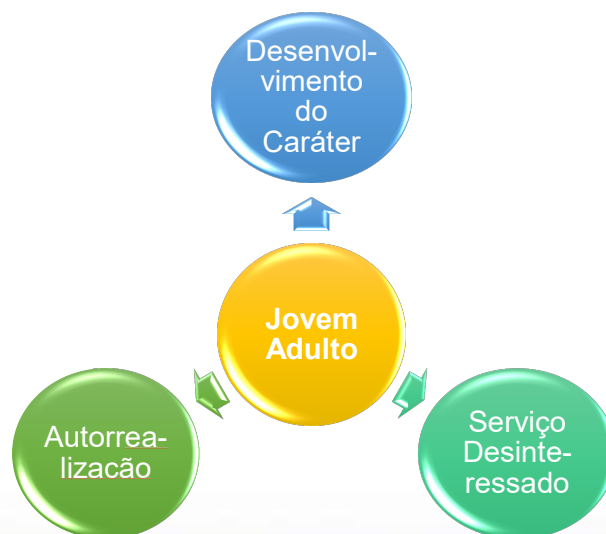 Desenvol-
vimento
do
Caráter
Jovem
Adulto
Autorrea-
lizacão
Serviço
Desinte-
ressado